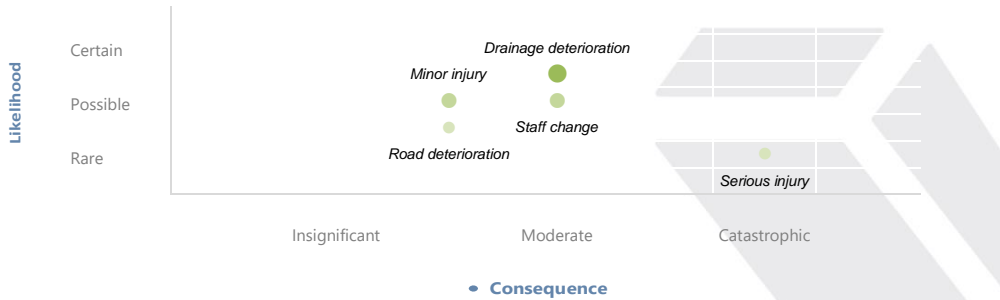 Likelihood
Certain
Possible
Rare
Drainage deterioration
Minor injury
Staff change
Road deterioration
Serious injury
Insignificant
Moderate
Catastrophic
• Consequence